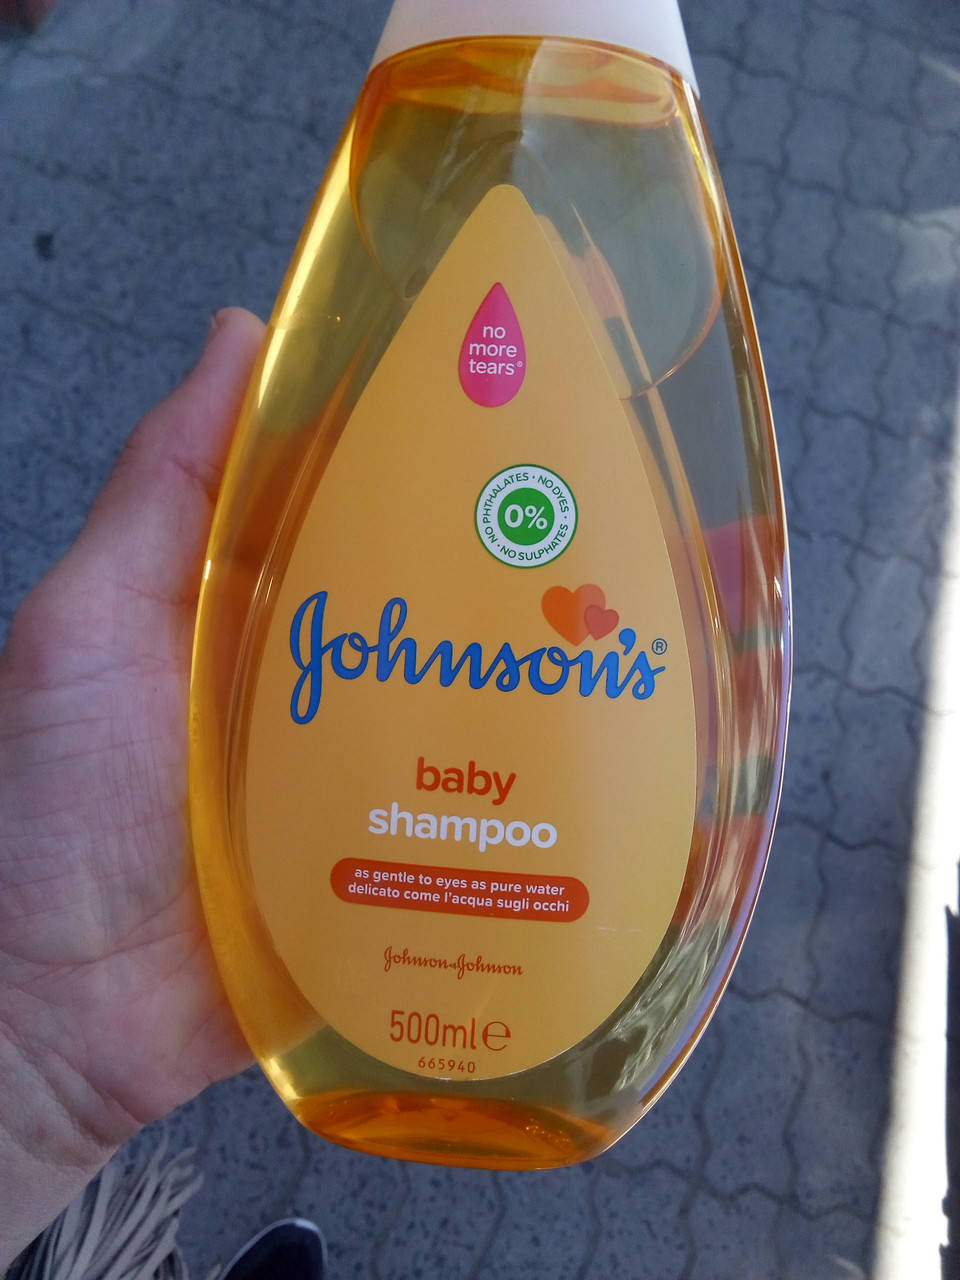 no
more
tears®
NO PHTHALATES • NO DYES • NO SULPHATES •
0%
Johnson's®
baby
shampoo
as gentle to eyes as pure water
delicato come l'acqua sugli occhi
Johnson & Johnson
500ml℮
665940